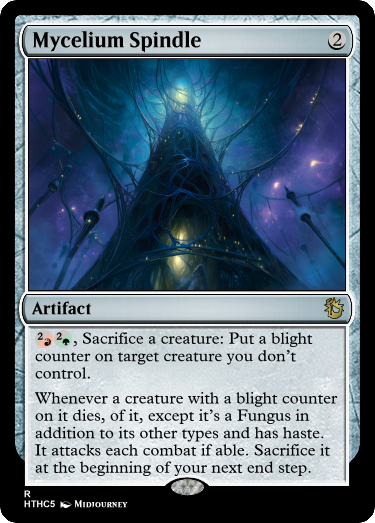 Mycelium Spindle 2
Artifact
2 2 , Sacrifice a creature: Put a blight
counter on target creature you don't
control.
Whenever a creature with a blight counter
on it dies, of it, except it's a Fungus in
addition to its other types and has haste.
It attacks each combat if able. Sacrifice it
at the beginning of your next end step.
R
HTHC5 Midjourney